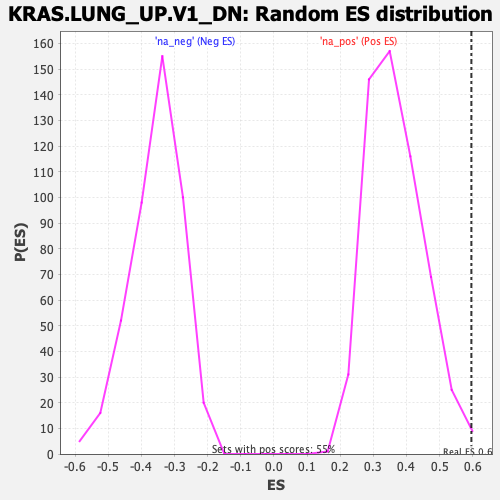 KRAS.LUNG_UP.V1_DN: Random ES distribution
'na_neg' (Neg ES)
'na_pos' (Pos ES)
160
150
140
130
120
110
100
90
80
70
60
50
40
30
20
10
0
P(ES)
Sets with pos scores: 55%
Real ES 0.6
-0.6 -0.5 -0.4 -0.3 -0.2 -0.1 0.0 0.1 0.2 0.3 0.4 0.5 0.6
ES